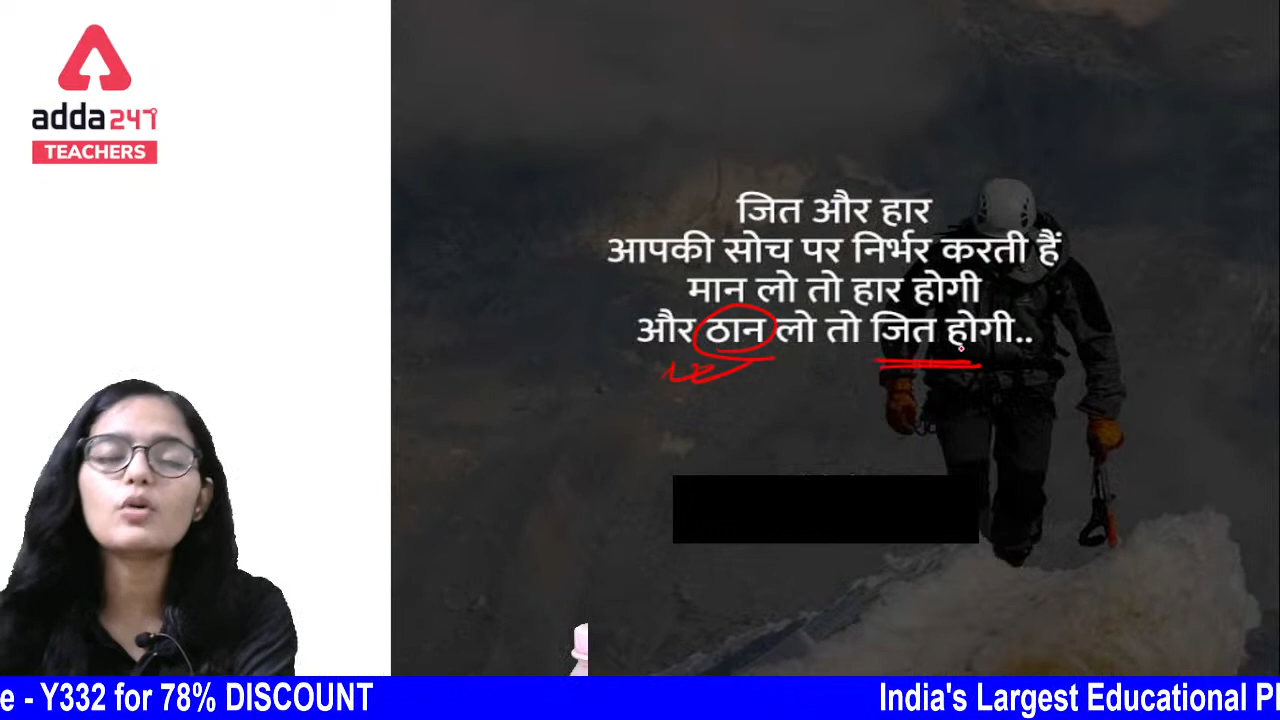 adda247
TEACHERS
जित और हार
आपकी सोच पर निर्भर करती हैं
मान लो तो हार होगी
और ठान लो तो जित होगी..
e - Y332 for 78% DISCOUNT
India's Largest Educational Pl